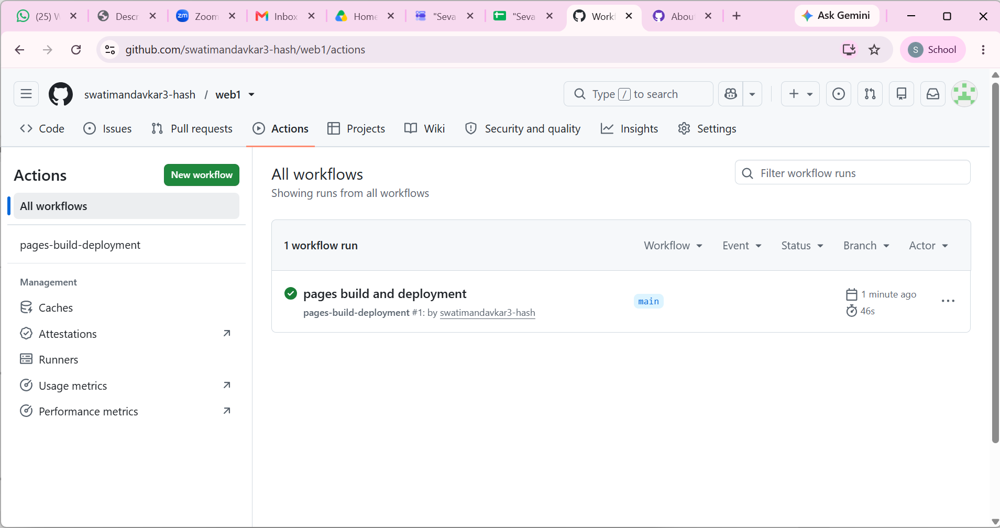 (25) W
Descr
zm
Zoom
Inbox
Home
"Seva
"Seva
Workf
Abou
Ask Gemini
github.com/swatimandavkar3-hash/web1/actions
S
School
swatimandavkar3-hash / web1
Type / to search
Code
Issues
Pull requests
Actions
Projects
Wiki
Security and quality
Insights
Settings
Actions
New workflow
All workflows
pages-build-deployment
Management
Caches
Attestations
Runners
Usage metrics
Performance metrics
All workflows
Showing runs from all workflows
Filter workflow runs
1 workflow run
Workflow
Event
Status
Branch
Actor
pages build and deployment
pages-build-deployment #1: by swatimandavkar3-hash
main
1 minute ago
46s